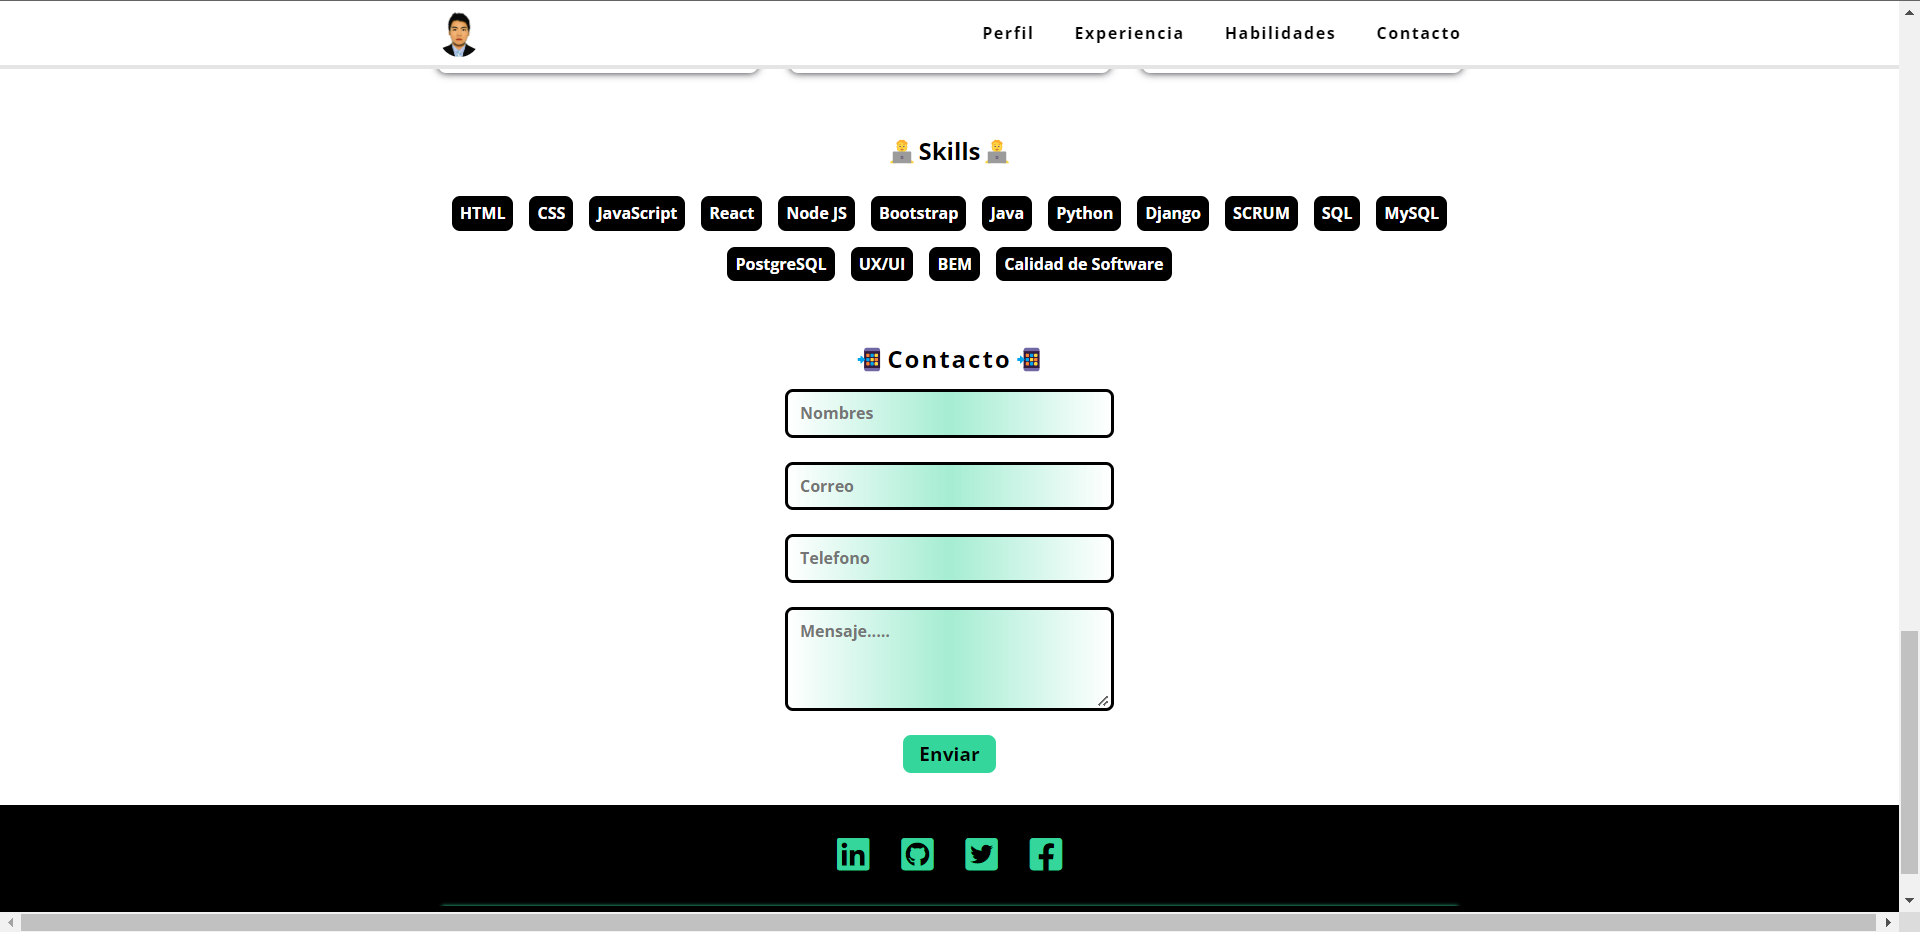 Perfil Experiencia Habilidades Contacto
Skills
HTML CSS JavaScript React Node JS Bootstrap Java Python Django SCRUM SQL MySQL
PostgreSQL UX/UI BEM Calidad de Software
Contacto
Nombres
Correo
Telefono
Mensaje.....
Enviar